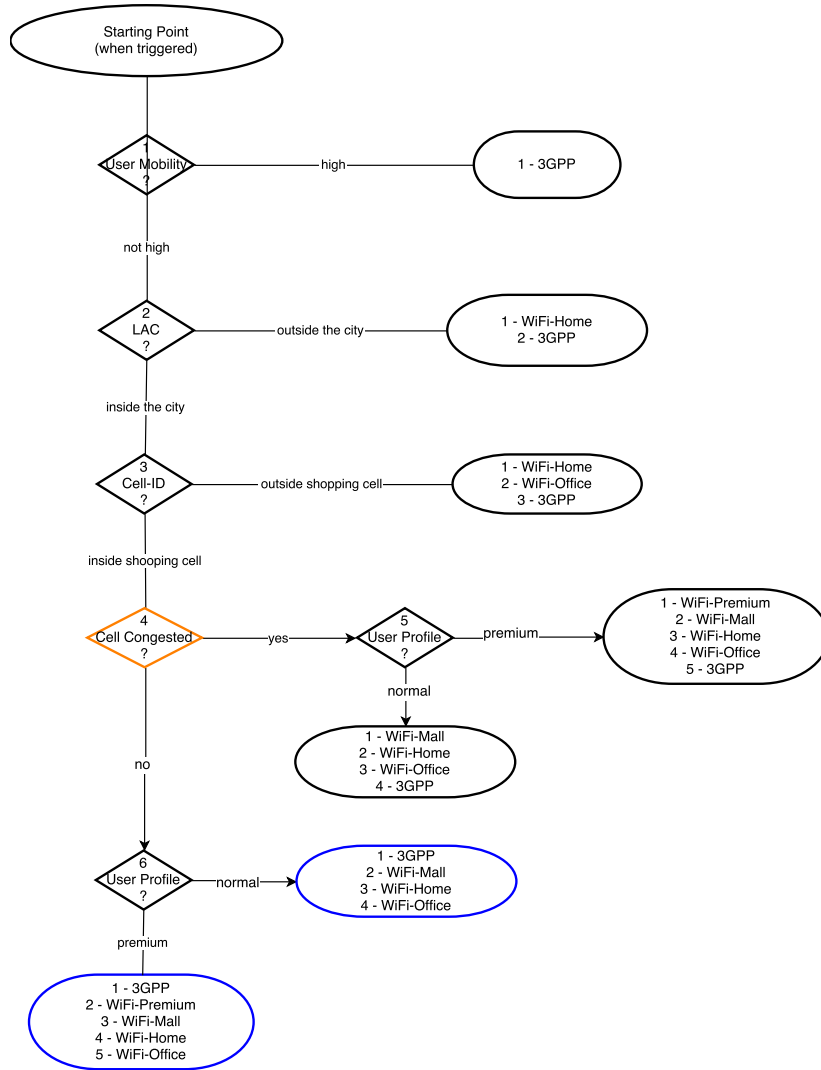 Starting Point
(when triggered)
1
User Mobility
?
high
1 - 3GPP
not high
2
LAC
?
outside the city
1 - WiFi-Home
2 - 3GPP
inside the city
3
Cell-ID
?
outside shopping cell
1 - WiFi-Home
2 - WiFi-Office
3 - 3GPP
inside shooping cell
4
Cell Congested
?
yes
5
User Profile
?
premium
1 - WiFi-Premium
2 - WiFi-Mall
3 - WiFi-Home
4 - WiFi-Office
5 - 3GPP
normal
1 - WiFi-Mall
2 - WiFi-Home
3 - WiFi-Office
4 - 3GPP
no
6
User Profile
?
normal
1 - 3GPP
2 - WiFi-Mall
3 - WiFi-Home
4 - WiFi-Office
premium
1 - 3GPP
2 - WiFi-Premium
3 - WiFi-Mall
4 - WiFi-Home
5 - WiFi-Office